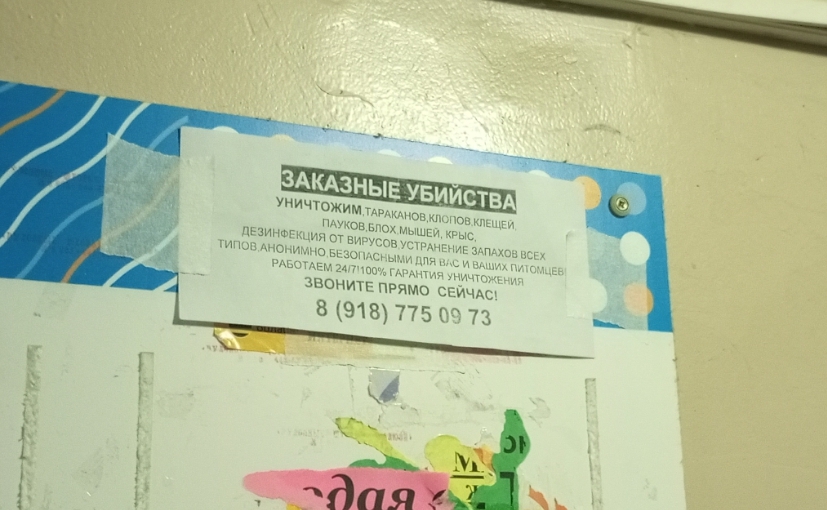 ЗАКАЗНЫЕ УБИЙСТВА
УНИЧТОЖИМ,ТАРАКАНОВ,КЛОПОВ,КЛЕЩЕЙ,
ПАУКОВ,БЛОХ,МЫШЕЙ, КРЫС,
ДЕЗИНФЕКЦИЯ ОТ ВИРУСОВ,УСТРАНЕНИЕ ЗАПАХОВ ВСЕХ
ТИПОВ,АНОНИМНО,БЕЗОПАСНЫМИ ДЛЯ ВАС И ВАШИХ ПИТОМЦЕВ
РАБОТАЕМ 24/7!100% ГАРАНТИЯ УНИЧТОЖЕНИЯ
ЗВОНИТЕ ПРЯМО СЕЙЧАС!
8 (918) 775 09 73